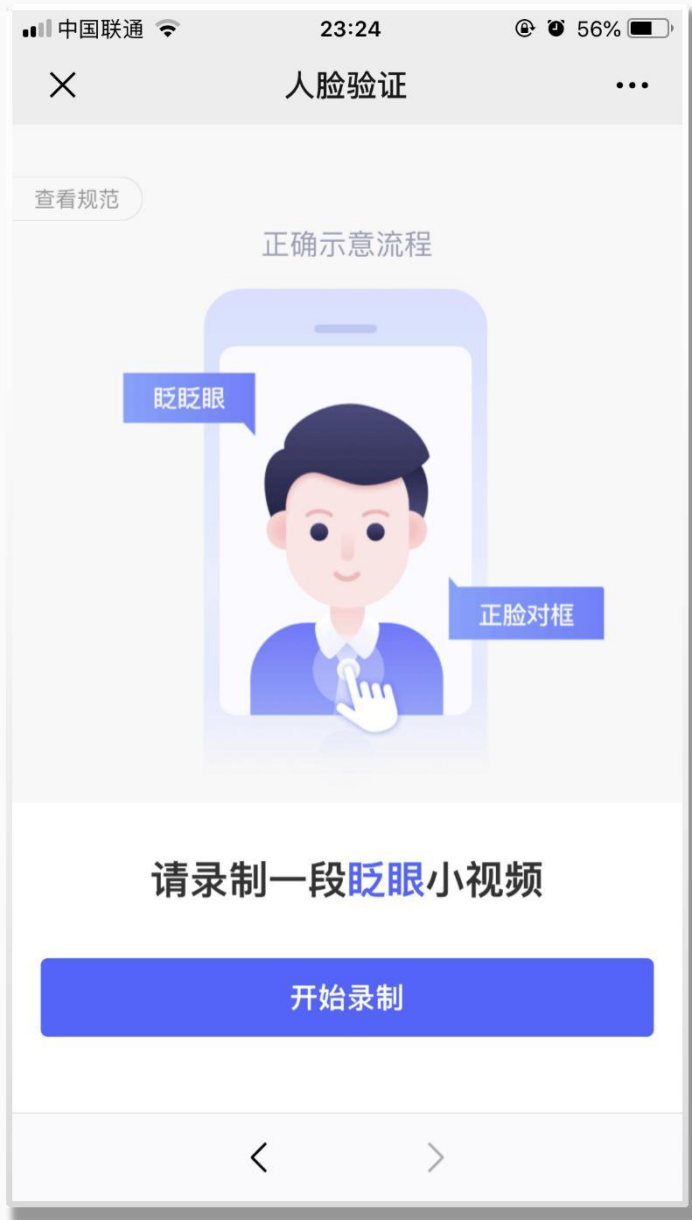 中国联通 23:24 56%
人脸验证
查看规范
正确示意流程
眨眨眼
正脸对框
请录制一段眨眼小视频
开始录制